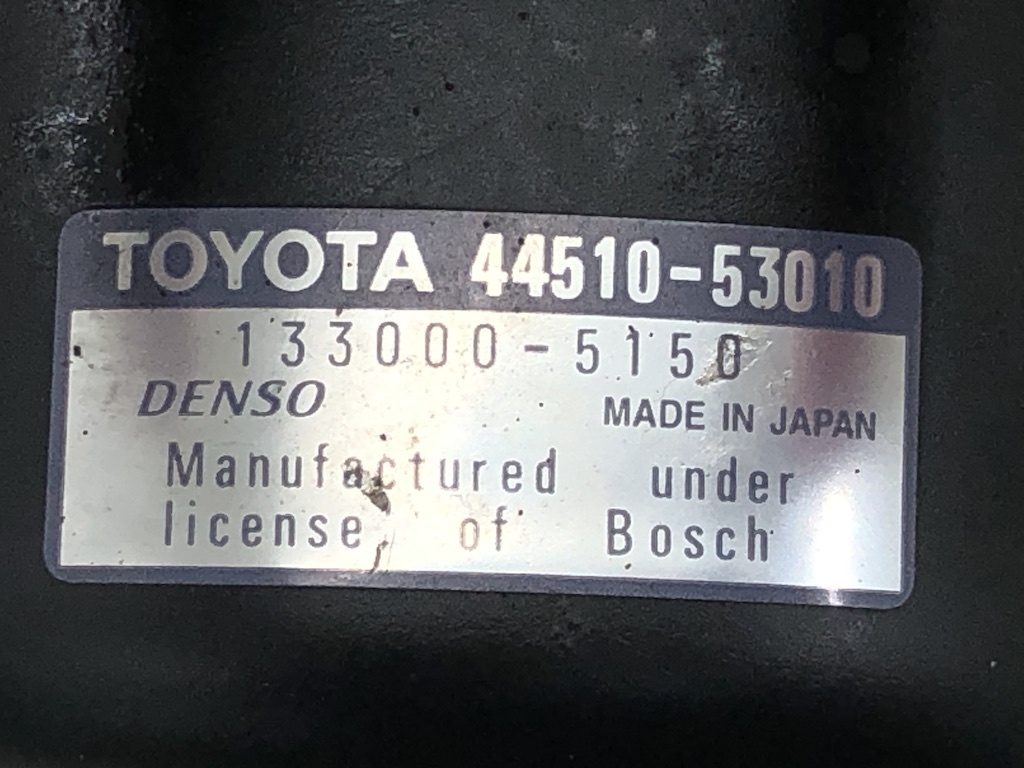 TOYOTA 44510-53010
133000-5150
DENSO MADE IN JAPAN
Manufactured under
license of Bosch